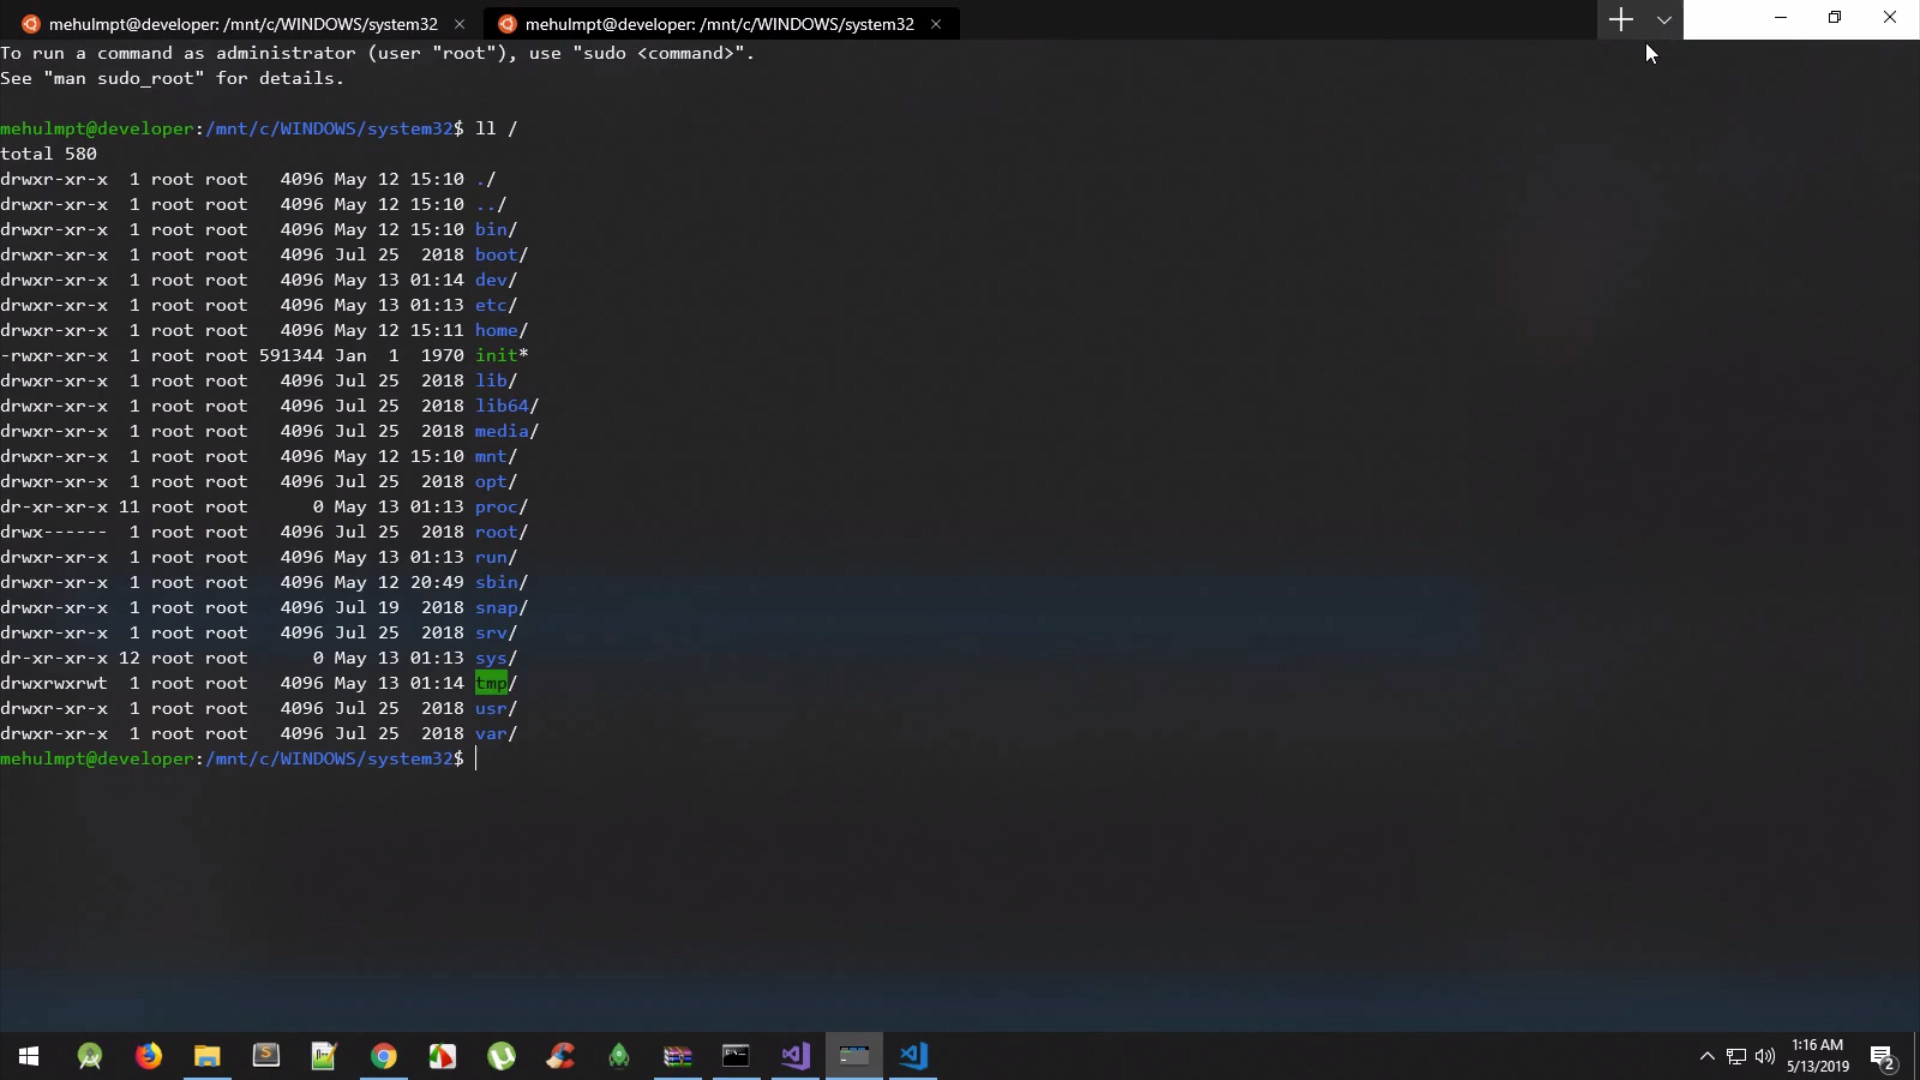 mehulmpt@developer: /mnt/c/WINDOWS/system32
mehulmpt@developer: /mnt/c/WINDOWS/system32
To run a command as administrator (user "root"), use "sudo <command>".
See "man sudo_root" for details.
mehulmpt@developer:/mnt/c/WINDOWS/system32$ ll /
total 580
drwxr-xr-x  1 root root   4096 May 12 15:10 ./
drwxr-xr-x  1 root root   4096 May 12 15:10 ../
drwxr-xr-x  1 root root   4096 May 12 15:10 bin/
drwxr-xr-x  1 root root   4096 Jul 25  2018 boot/
drwxr-xr-x  1 root root   4096 May 13 01:14 dev/
drwxr-xr-x  1 root root   4096 May 13 01:13 etc/
drwxr-xr-x  1 root root   4096 May 12 15:11 home/
-rwxr-xr-x  1 root root 591344 Jan  1  1970 init*
drwxr-xr-x  1 root root   4096 Jul 25  2018 lib/
drwxr-xr-x  1 root root   4096 Jul 25  2018 lib64/
drwxr-xr-x  1 root root   4096 Jul 25  2018 media/
drwxr-xr-x  1 root root   4096 May 12 15:10 mnt/
drwxr-xr-x  1 root root   4096 Jul 25  2018 opt/
dr-xr-xr-x 11 root root      0 May 13 01:13 proc/
drwx------  1 root root   4096 Jul 25  2018 root/
drwxr-xr-x  1 root root   4096 May 13 01:13 run/
drwxr-xr-x  1 root root   4096 May 12 20:49 sbin/
drwxr-xr-x  1 root root   4096 Jul 19  2018 snap/
drwxr-xr-x  1 root root   4096 Jul 25  2018 srv/
dr-xr-xr-x 12 root root      0 May 13 01:13 sys/
drwxrwxrwt  1 root root   4096 May 13 01:14 tmp/
drwxr-xr-x  1 root root   4096 Jul 25  2018 usr/
drwxr-xr-x  1 root root   4096 Jul 25  2018 var/
mehulmpt@developer:/mnt/c/WINDOWS/system32$
1:16 AM
5/13/2019
2